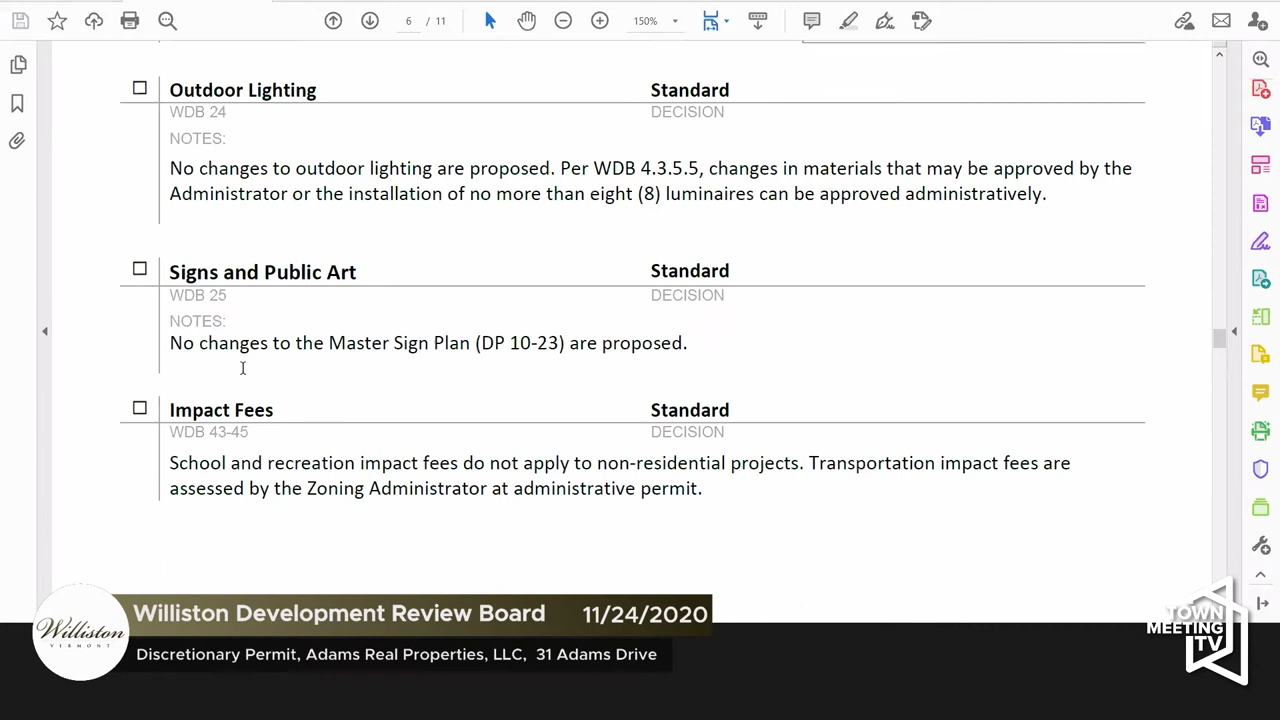 6 / 11
150%
Outdoor Lighting Standard
WDB 24 DECISION
NOTES:
No changes to outdoor lighting are proposed. Per WDB 4.3.5.5, changes in materials that may be approved by the
Administrator or the installation of no more than eight (8) luminaires can be approved administratively.
Signs and Public Art Standard
WDB 25 DECISION
NOTES:
No changes to the Master Sign Plan (DP 10-23) are proposed.
Impact Fees Standard
WDB 43-45 DECISION
School and recreation impact fees do not apply to non-residential projects. Transportation impact fees are
assessed by the Zoning Administrator at administrative permit.
Williston Development Review Board 11/24/2020
Williston
VERMONT
Discretionary Permit, Adams Real Properties, LLC, 31 Adams Drive
TOWN
MEETING
TV